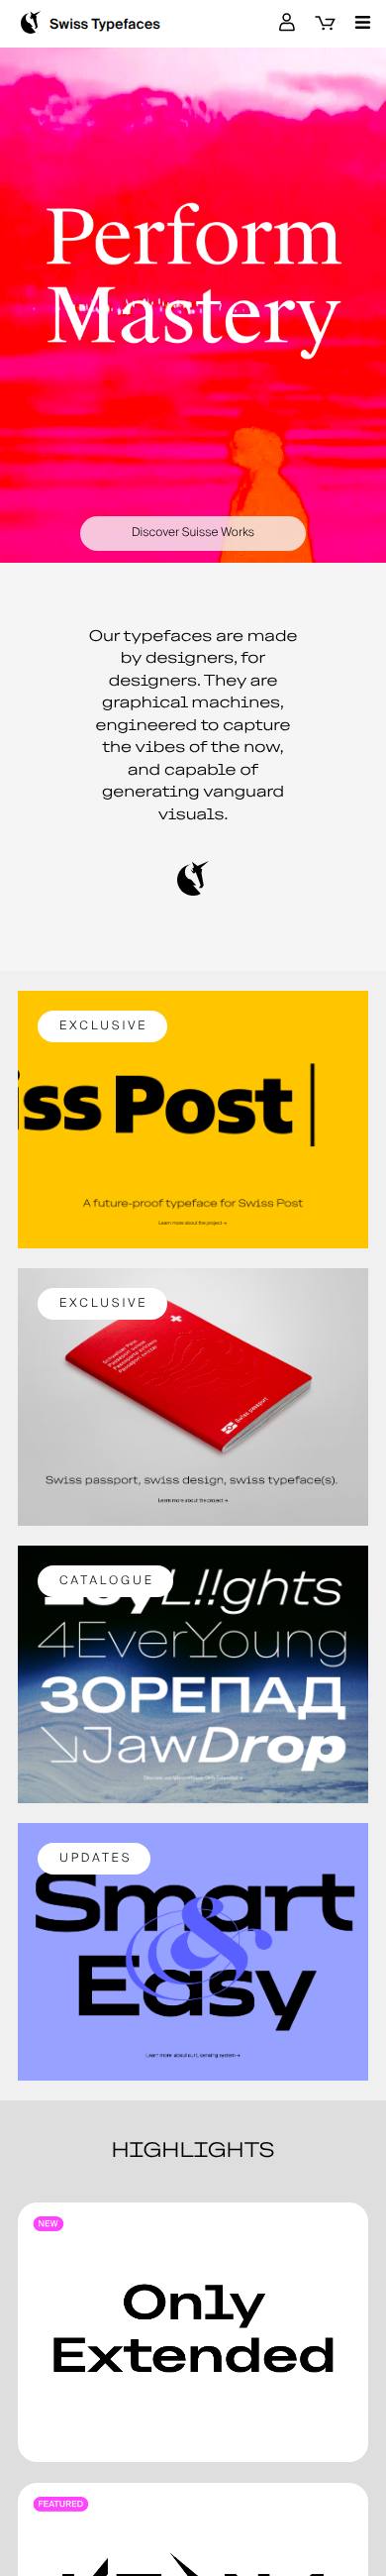 Swiss Typefaces
Perform
Mastery
Discover Suisse Works
Our typefaces are made
by designers, for
designers. They are
graphical machines,
engineered to capture
the vibes of the now,
and capable of
generating vanguard
visuals.
EXCLUSIVE
iss Post |
A future-proof typeface for Swiss Post
Learn more about the project →
EXCLUSIVE
Swiss passport, swiss design, swiss typeface(s).
Learn more about the project →
CATALOGUE
L!!ghts
4EverYoung
ЗОРЕПАД
↘JawDrop
UPDATES
Smart
&
Easy
HIGHLIGHTS
NEW
Only
Extended
FEATURED